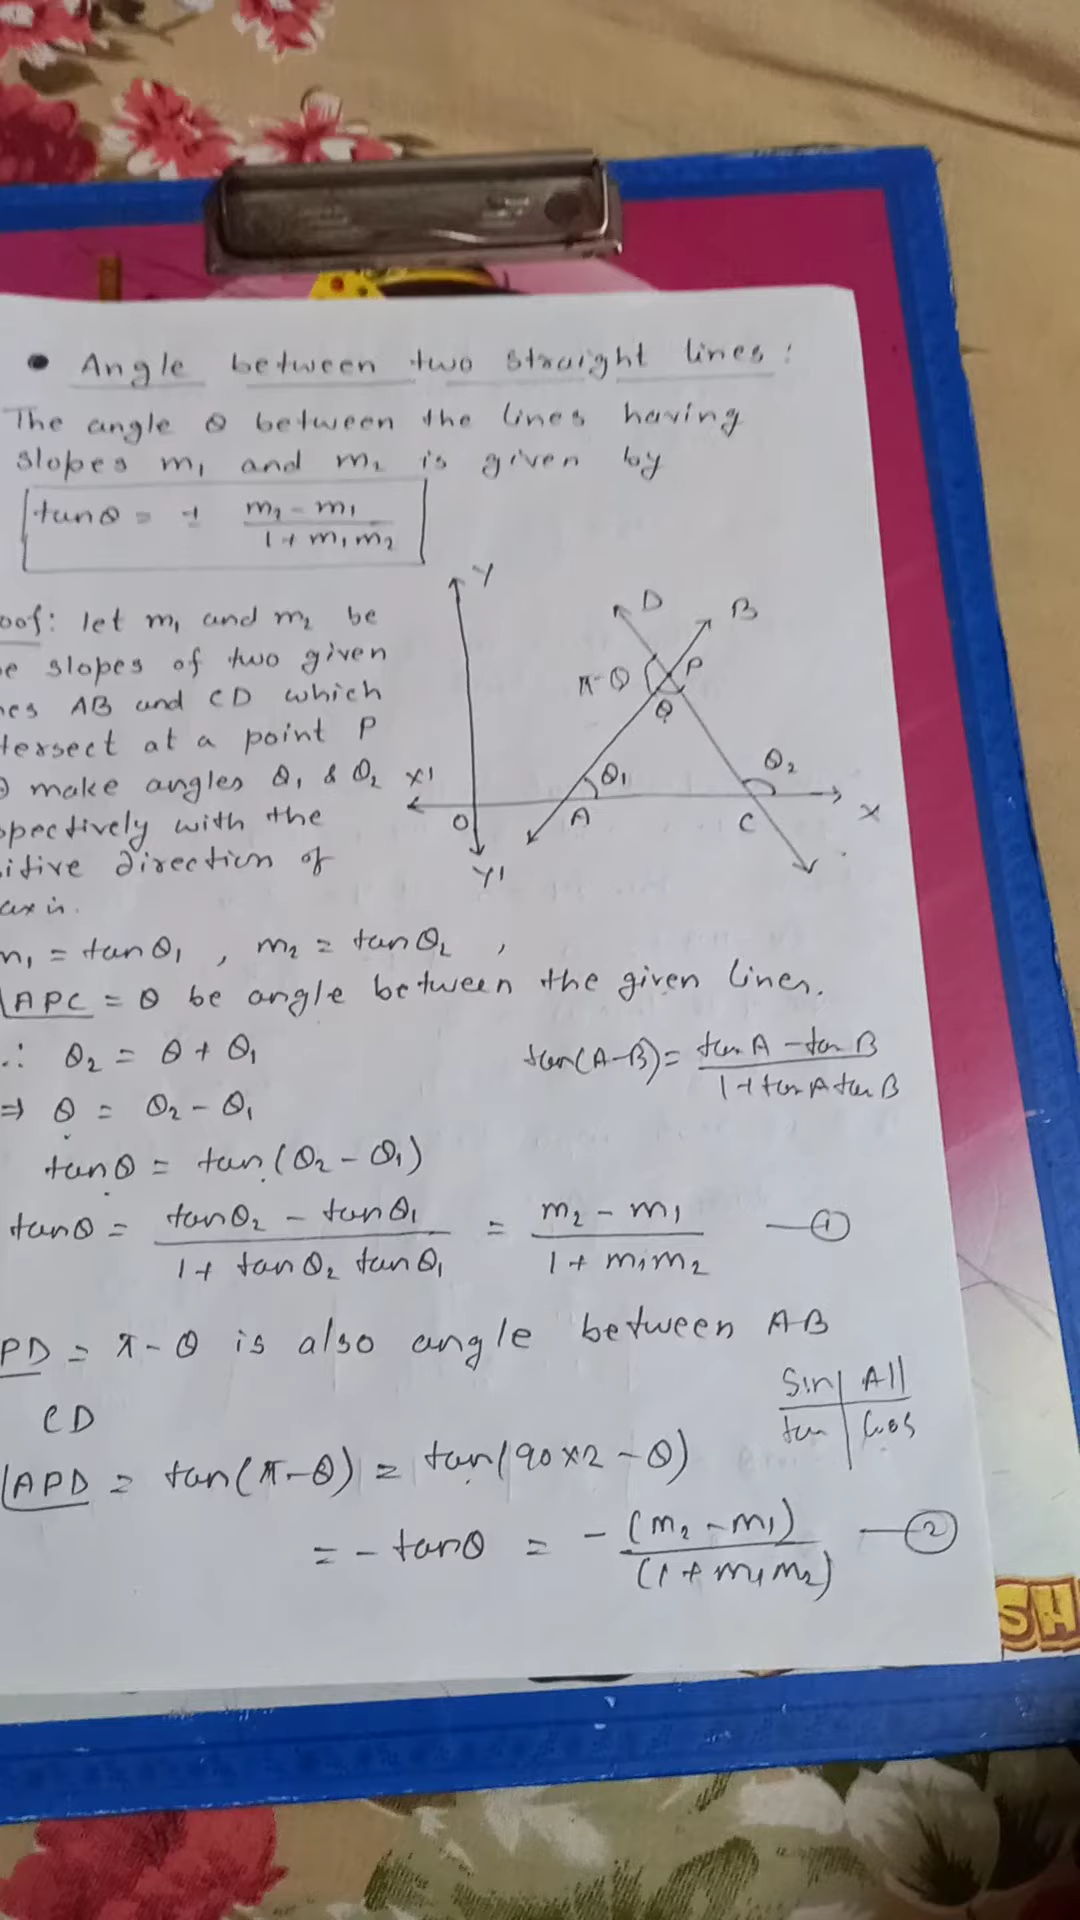 • Angle between two straight lines:
The angle θ between the lines having
slopes m₁ and m₂ is given by
tanθ = ± m₂ - m₁ / 1 + m₁m₂
oof: let m₁ and m₂ be
e slopes of two given
es AB and CD which
tersect at a point P
make angles θ₁ & θ₂
spectively with the
itive direction of
axis.
Y
D
B
π-θ
P
θ
θ₁
θ₂
X1
O
A
C
X
Y1
m₁ = tanθ₁ , m₂ = tanθ₂ ,
∠APC = θ be angle between the given lines.
∴ θ₂ = θ + θ₁
tan(A-B) = tanA - tanB / 1 + tanA tanB
⇒ θ = θ₂ - θ₁
tanθ = tan(θ₂ - θ₁)
tanθ = tanθ₂ - tanθ₁ / 1 + tanθ₂ tanθ₁ = m₂ - m₁ / 1 + m₁m₂ —①
PD = π-θ is also angle between AB
CD
Sin | All
tan | Cos
∠APD = tan(π-θ) = tan(90×2-θ)
= - tanθ = - (m₂ - m₁) / (1 + m₁m₂) —②
SH